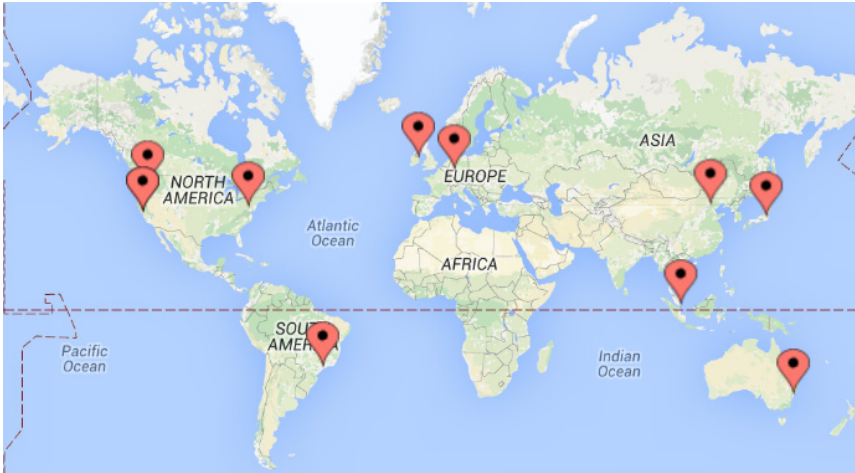 ASIA
NORTH
AMERICA
EUROPE
Atlantic
Ocean
AFRICA
SOUTH
AMERICA
Pacific
Ocean
Indian
Ocean